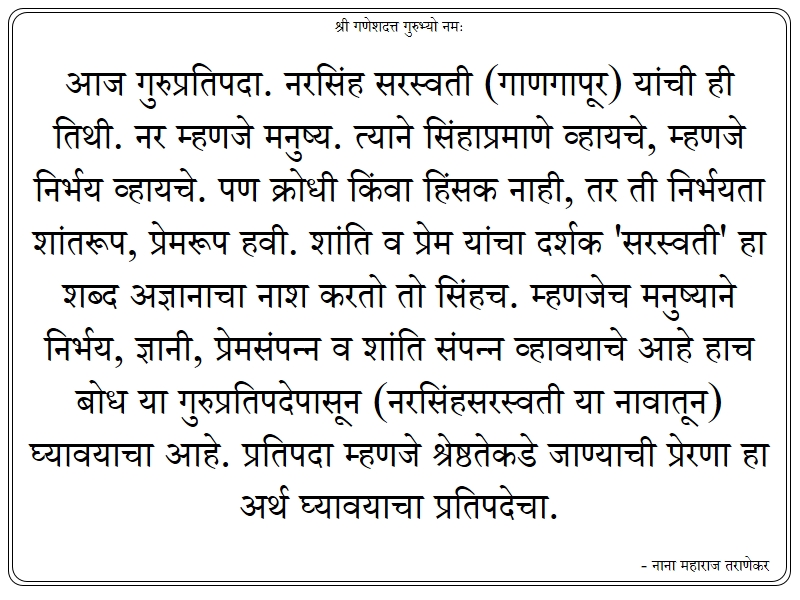 श्री गणेशदत्त गुरुभ्यो नमः
आज गुरुप्रतिपदा. नरसिंह सरस्वती (गाणगापूर) यांची ही
तिथी. नर म्हणजे मनुष्य. त्याने सिंहाप्रमाणे व्हायचे, म्हणजे
निर्भय व्हायचे. पण क्रोधी किंवा हिंसक नाही, तर ती निर्भयता
शांतरूप, प्रेमरूप हवी. शांति व प्रेम यांचा दर्शक 'सरस्वती' हा
शब्द अज्ञानाचा नाश करतो तो सिंहच. म्हणजेच मनुष्याने
निर्भय, ज्ञानी, प्रेमसंपन्न व शांति संपन्न व्हावयाचे आहे हाच
बोध या गुरुप्रतिपदेपासून (नरसिंहसरस्वती या नावातून)
घ्यावयाचा आहे. प्रतिपदा म्हणजे श्रेष्ठतेकडे जाण्याची प्रेरणा हा
अर्थ घ्यावयाचा प्रतिपदेचा.
- नाना महाराज तराणेकर